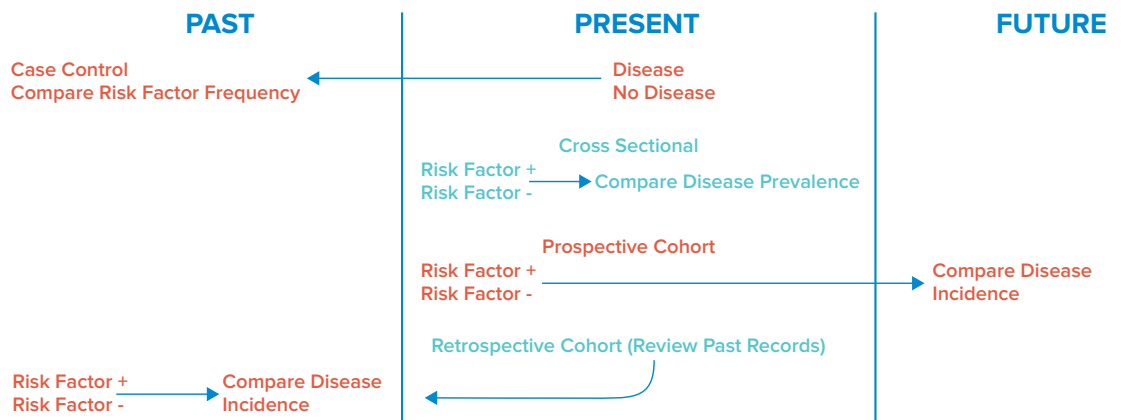 PAST
PRESENT
FUTURE
Case Control
Compare Risk Factor Frequency
Disease
No Disease
Cross Sectional
Risk Factor +
Risk Factor -
Compare Disease Prevalence
Prospective Cohort
Risk Factor +
Risk Factor -
Compare Disease
Incidence
Retrospective Cohort (Review Past Records)
Risk Factor +
Risk Factor -
Compare Disease
Incidence